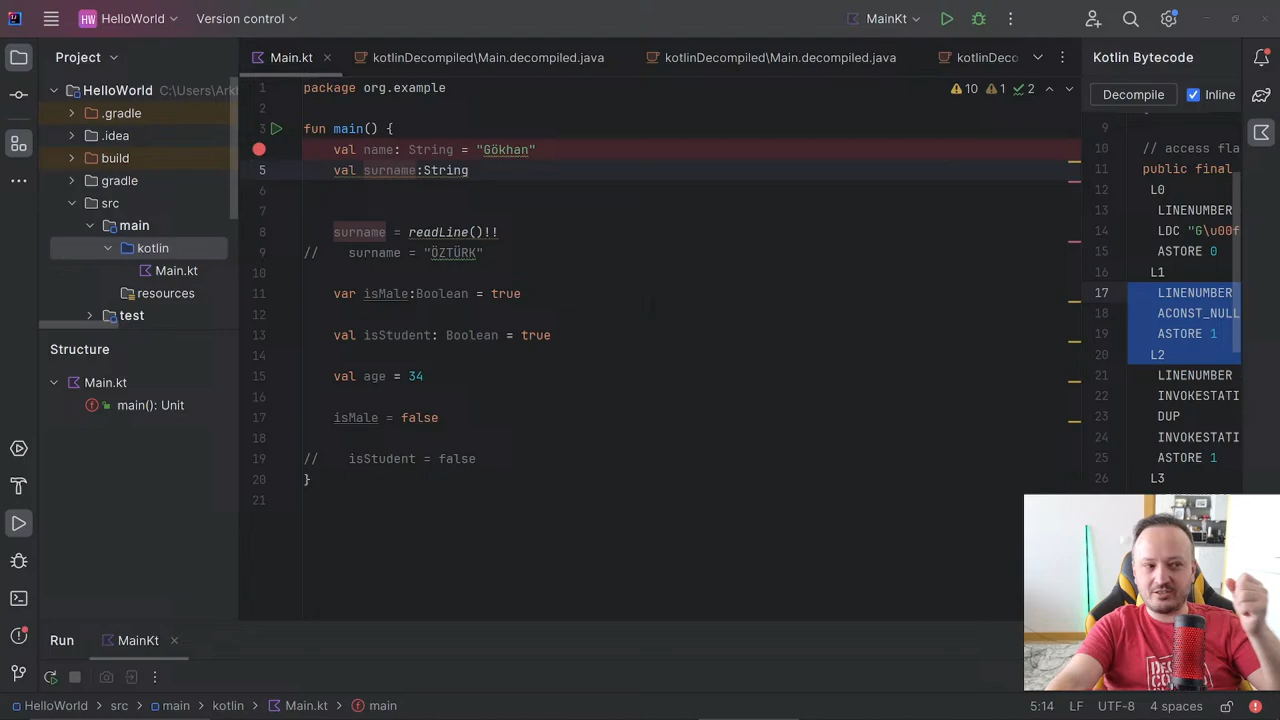 HW HelloWorld Version control MainKt
Project Main.kt kotlinDecompiled\Main.decompiled.java kotlinDecompiled\Main.decompiled.java kotlinDeco Kotlin Bytecode
HelloWorld C:\Users\Ark
.gradle
.idea
build
gradle
src
main
kotlin
Main.kt
resources
test
Structure
Main.kt
main(): Unit
1 package org.example
2
3 fun main() {
val name: String = "Gökhan"
5 val surname:String
6
7
8 surname = readLine()!!
9 // surname = "ÖZTÜRK"
10
11 var isMale:Boolean = true
12
13 val isStudent: Boolean = true
14
15 val age = 34
16
17 isMale = false
18
19 // isStudent = false
20 }
21
10 1 2
Decompile Inline
9
10 // access fla
11 public final
12 L0
13 LINENUMBER
14 LDC "G\u00f
15 ASTORE 0
16 L1
17 LINENUMBER
18 ACONST_NULL
19 ASTORE 1
20 L2
21 LINENUMBER
22 INVOKESTATI
23 DUP
24 INVOKESTATI
25 ASTORE 1
26 L3
Run MainKt
HelloWorld src main kotlin Main.kt main 5:14 LF UTF-8 4 spaces